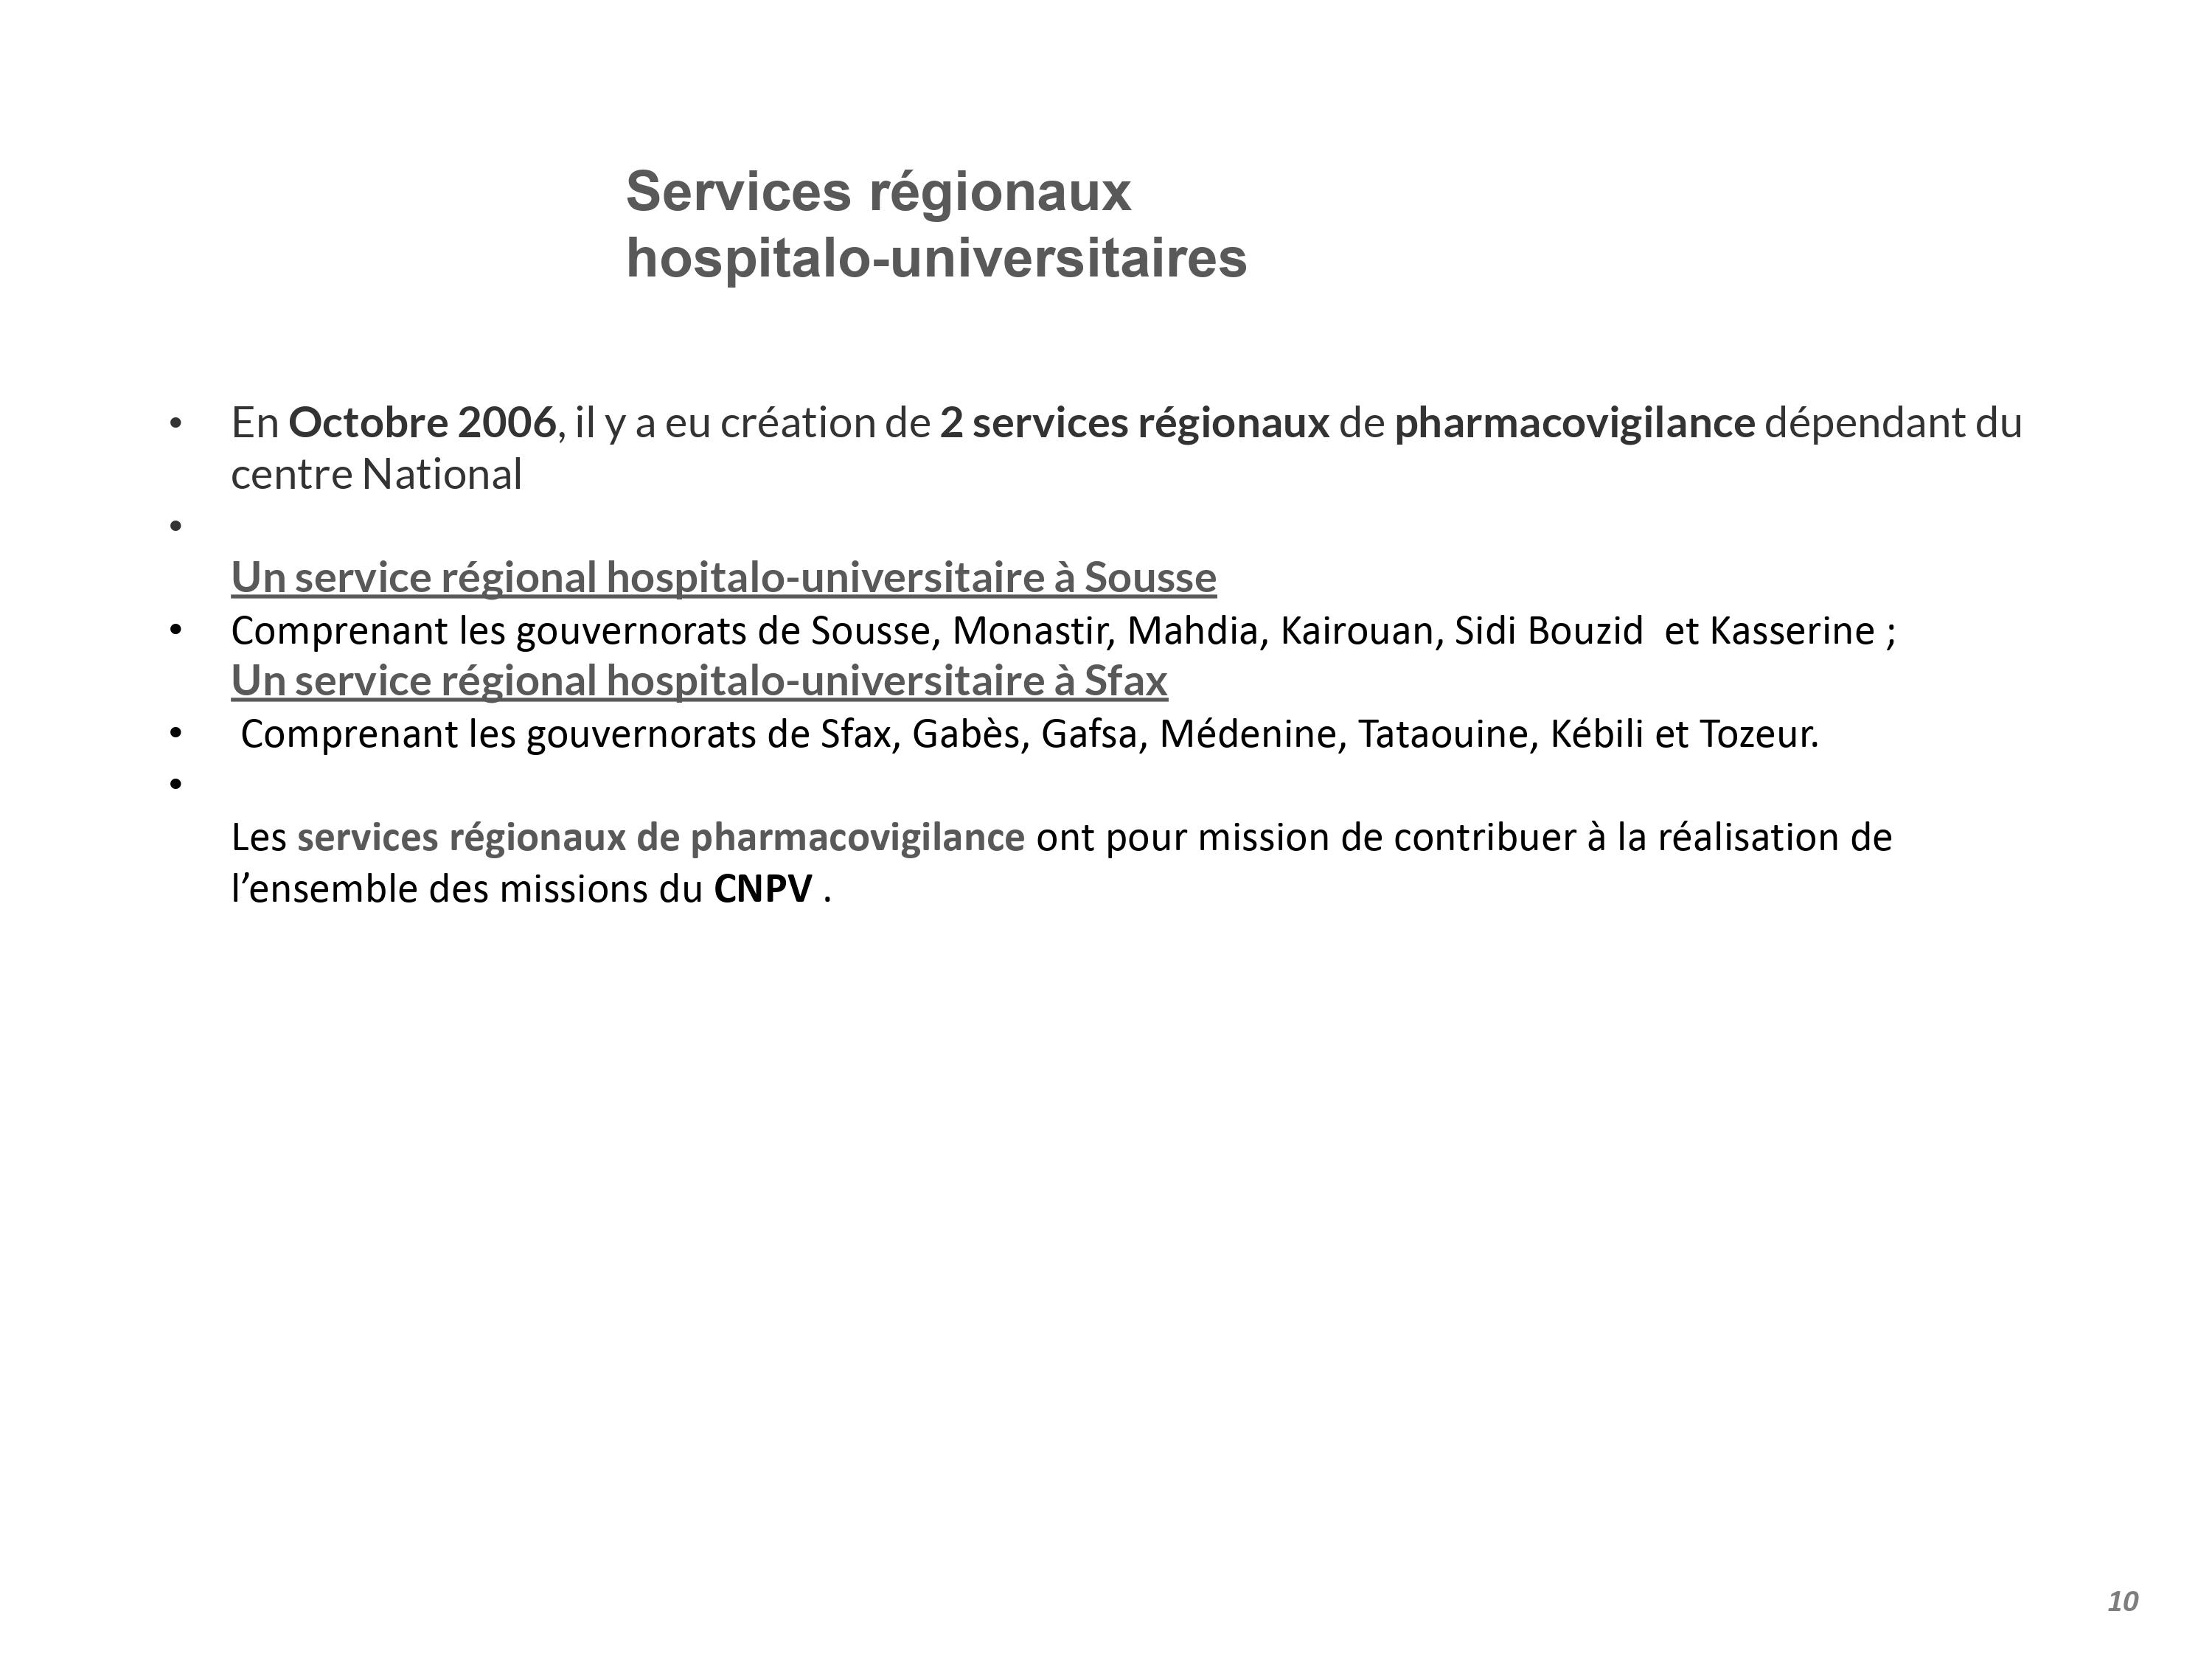 Services régionaux
hospitalo-universitaires
• En Octobre 2006, il y a eu création de 2 services régionaux de pharmacovigilance dépendant du
centre National
•
Un service régional hospitalo-universitaire à Sousse
• Comprenant les gouvernorats de Sousse, Monastir, Mahdia, Kairouan, Sidi Bouzid et Kasserine ;
Un service régional hospitalo-universitaire à Sfax
• Comprenant les gouvernorats de Sfax, Gabès, Gafsa, Médenine, Tataouine, Kébili et Tozeur.
•
Les services régionaux de pharmacovigilance ont pour mission de contribuer à la réalisation de
l’ensemble des missions du CNPV .
10